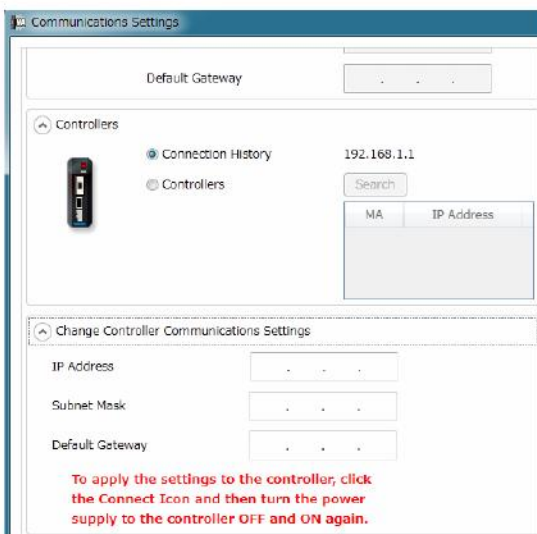 Communications Settings
Default Gateway . . .
Controllers
Connection History 192.168.1.1
Controllers Search
MA IP Address
Change Controller Communications Settings
IP Address . . .
Subnet Mask . . .
Default Gateway . . .
To apply the settings to the controller, click
the Connect Icon and then turn the power
supply to the controller OFF and ON again.